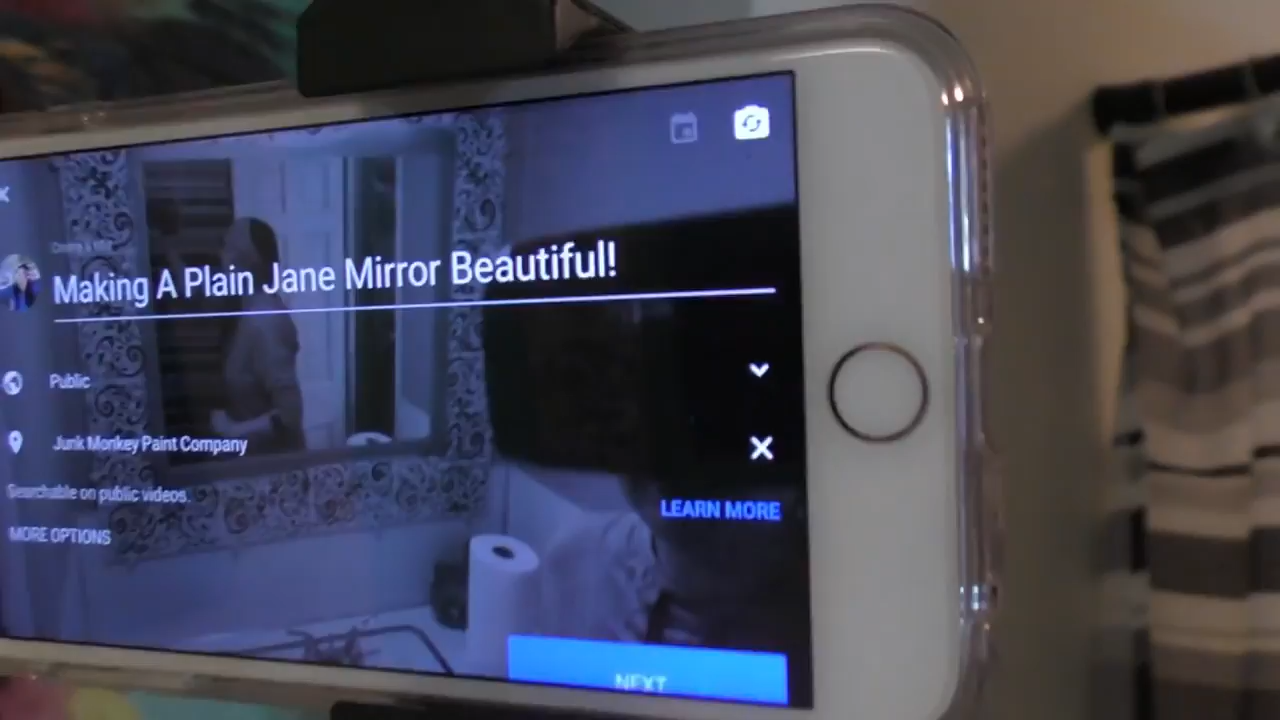 Making A Plain Jane Mirror Beautiful!
Public
Junk Monkey Paint Company
Searchable on public videos.
LEARN MORE
MORE OPTIONS
NEXT